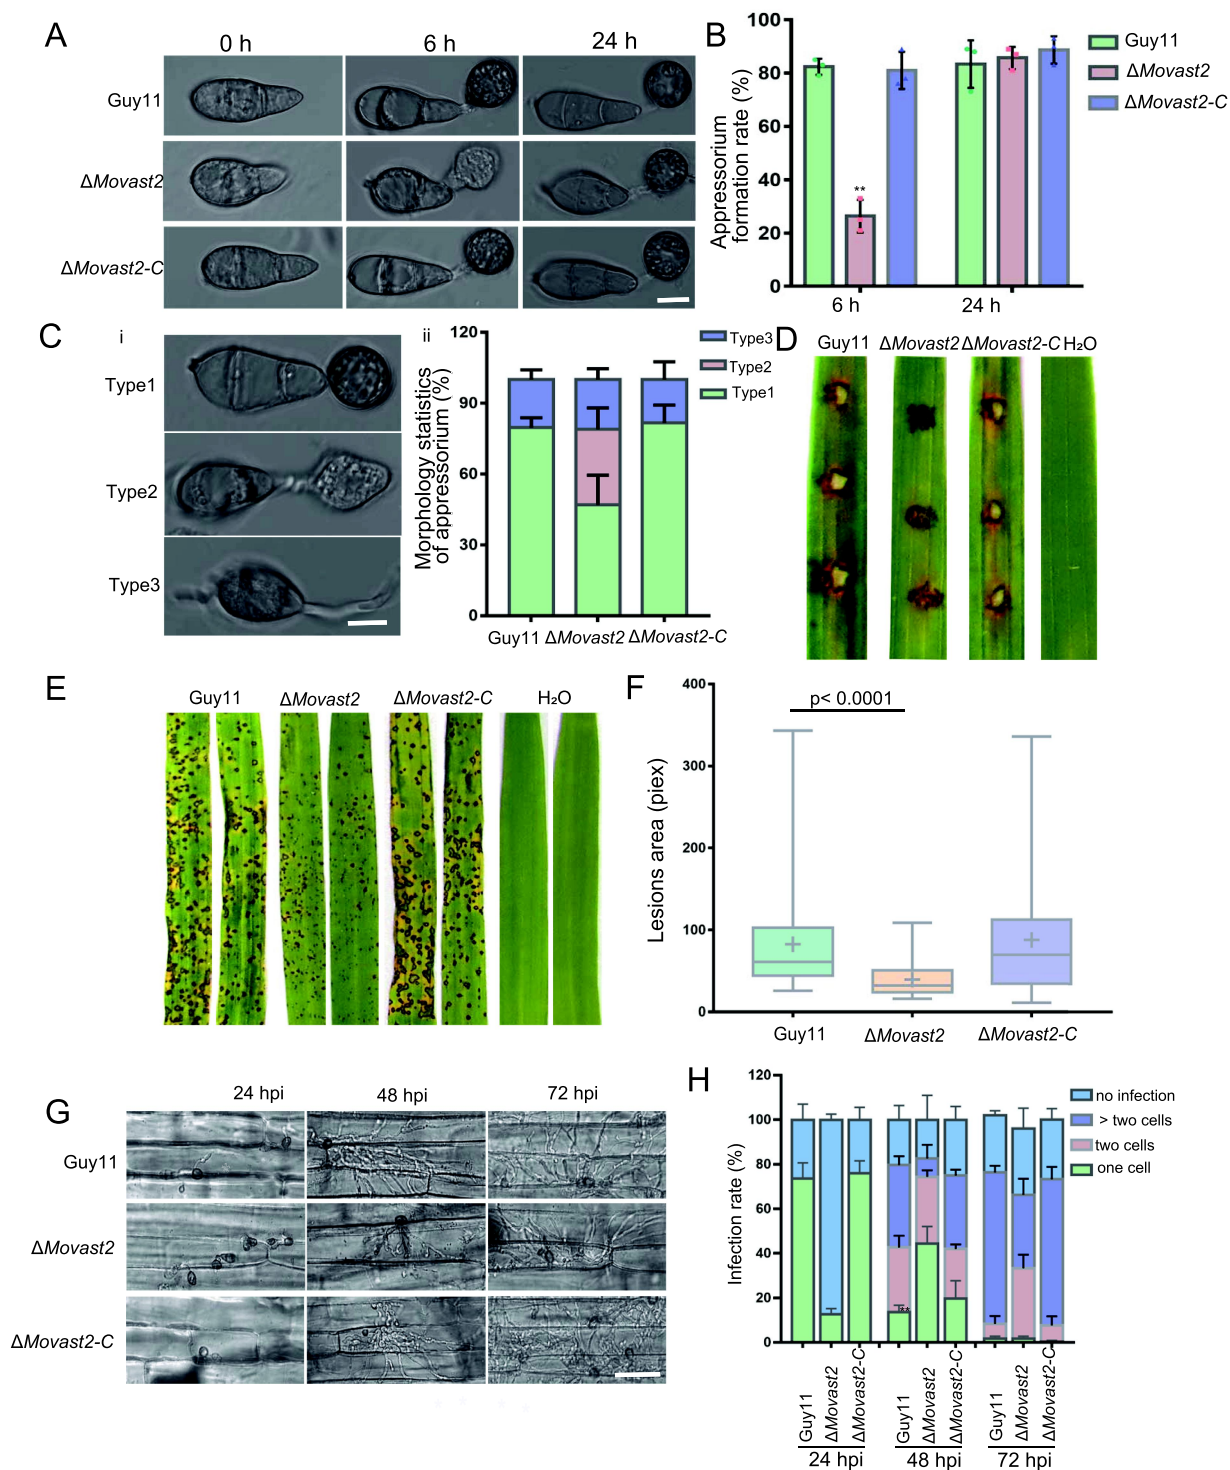 A
0 h
6 h
24 h
Guy11
ΔMovast2
ΔMovast2-C
B
Appressorium
formation rate (%)
100
80
60
40
20
0
**
6 h
24 h
Guy11
ΔMovast2
ΔMovast2-C
C
i
Type1
Type2
Type3
ii
Morphology statistics
of appressorium (%)
120
90
60
30
0
Guy11 ΔMovast2 ΔMovast2-C
Type3
Type2
Type1
D
Guy11 ΔMovast2 ΔMovast2-C H₂O
E
Guy11 ΔMovast2 ΔMovast2-C H₂O
F
Lesions area (piex)
400
300
200
100
0
p< 0.0001
Guy11 ΔMovast2 ΔMovast2-C
G
24 hpi 48 hpi 72 hpi
Guy11
ΔMovast2
ΔMovast2-C
H
Infection rate (%)
120
100
80
60
40
20
0
**
no infection
> two cells
two cells
one cell
Guy11
ΔMovast2
ΔMovast2-C
Guy11
ΔMovast2
ΔMovast2-C
Guy11
ΔMovast2
ΔMovast2-C
24 hpi 48 hpi 72 hpi